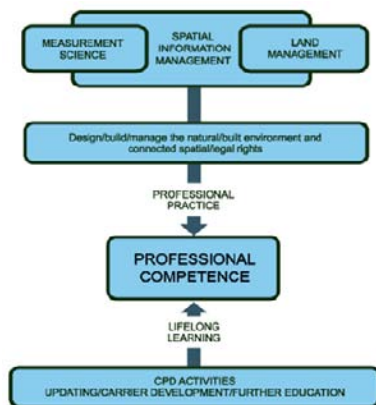 MEASUREMENT
SCIENCE
SPATIAL
INFORMATION
MANAGEMENT
LAND
MANAGEMENT
Design/build/manage the natural/built environment and
connected spatial/legal rights
PROFESSIONAL
PRACTICE
PROFESSIONAL
COMPETENCE
LIFELONG
LEARNING
CPD ACTIVITIES
UPDATING/CARRIER DEVELOPMENT/FURTHER EDUCATION